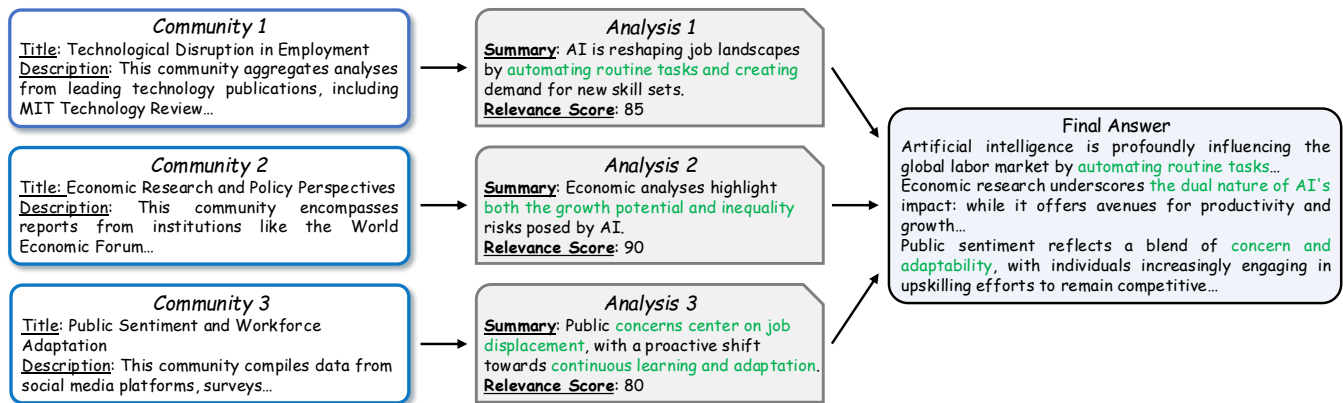 Community 1
Title: Technological Disruption in Employment
Description: This community aggregates analyses
from leading technology publications, including
MIT Technology Review…
Analysis 1
Summary: AI is reshaping job landscapes
by automating routine tasks and creating
demand for new skill sets.
Relevance Score: 85
Community 2
Title: Economic Research and Policy Perspectives
Description: This community encompasses
reports from institutions like the World
Economic Forum…
Analysis 2
Summary: Economic analyses highlight
both the growth potential and inequality
risks posed by AI.
Relevance Score: 90
Community 3
Title: Public Sentiment and Workforce
Adaptation
Description: This community compiles data from
social media platforms, surveys…
Analysis 3
Summary: Public concerns center on job
displacement, with a proactive shift
towards continuous learning and adaptation.
Relevance Score: 80
Final Answer
Artificial intelligence is profoundly influencing the
global labor market by automating routine tasks…
Economic research underscores the dual nature of AI's
impact: while it offers avenues for productivity and
growth…
Public sentiment reflects a blend of concern and
adaptability, with individuals increasingly engaging in
upskilling efforts to remain competitive…